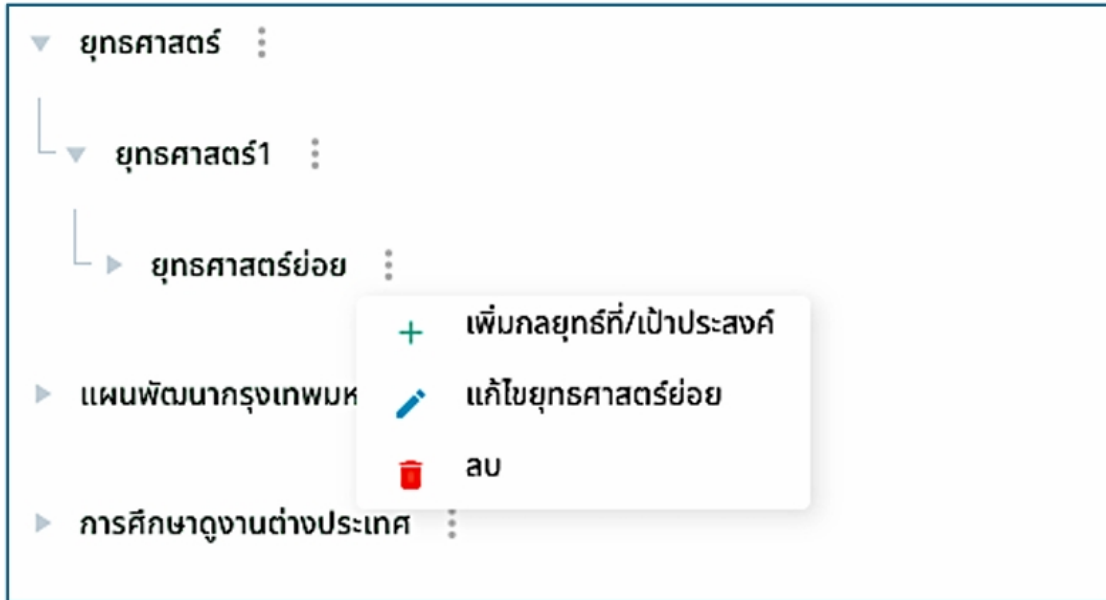 ยุทธศาสตร์
ยุทธศาสตร์1
ยุทธศาสตร์ย่อย
เพิ่มกลยุทธ์ที่/เป้าประสงค์
แผนพัฒนากรุงเทพมห
แก้ไขยุทธศาสตร์ย่อย
ลบ
การศึกษาดูงานต่างประเทศ